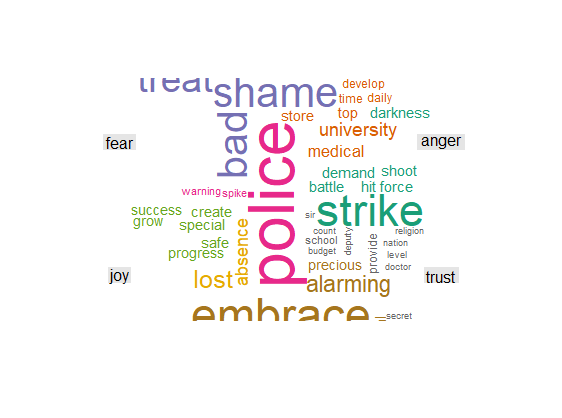 treat
shame
develop
time daily
store
top
darkness
bad
university
fear
anger
medical
police
demand
shoot
battle
hit force
warning
spike
strike
success
create
sir
grow
special
count
religion
absence
school
deputy
nation
safe
budget
provide
level
progress
precious
doctor
joy
lost
alarming
trust
embrace
secret